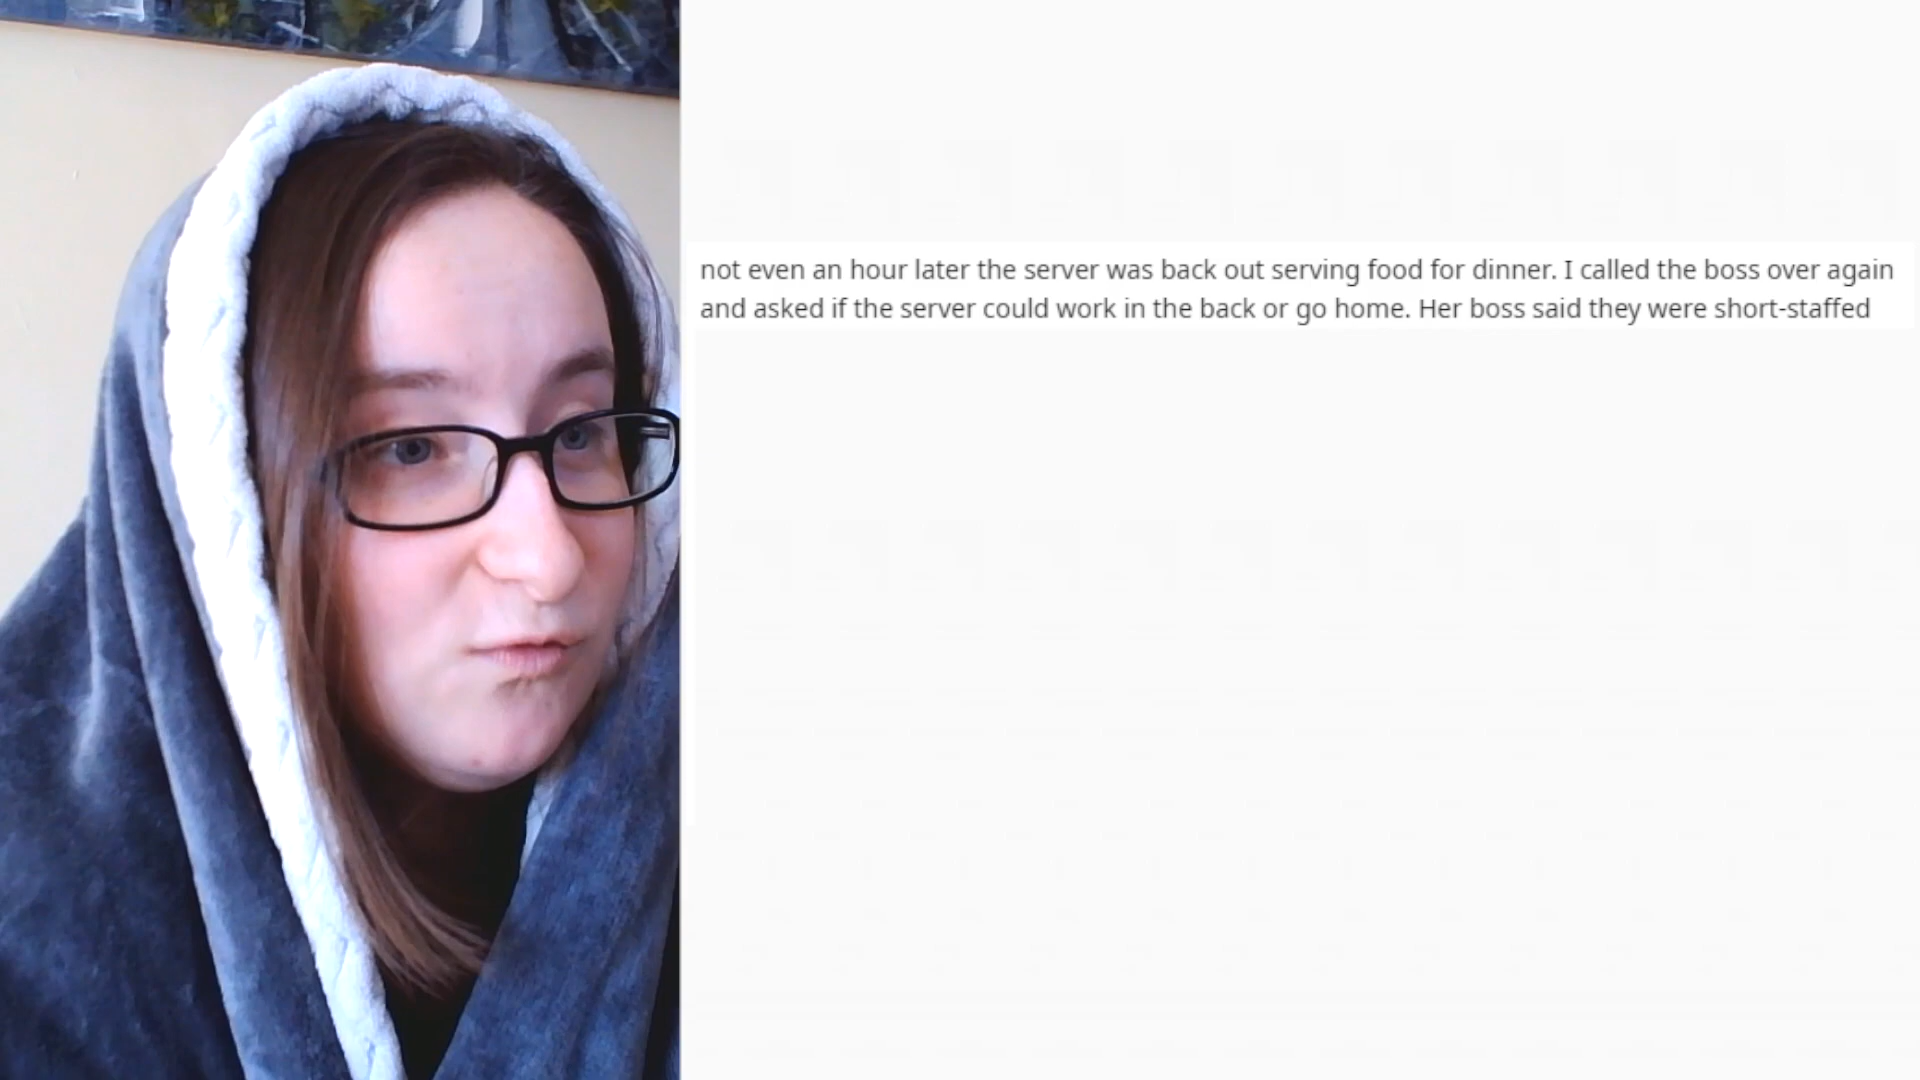 not even an hour later the server was back out serving food for dinner. I called the boss over again
and asked if the server could work in the back or go home. Her boss said they were short-staffed